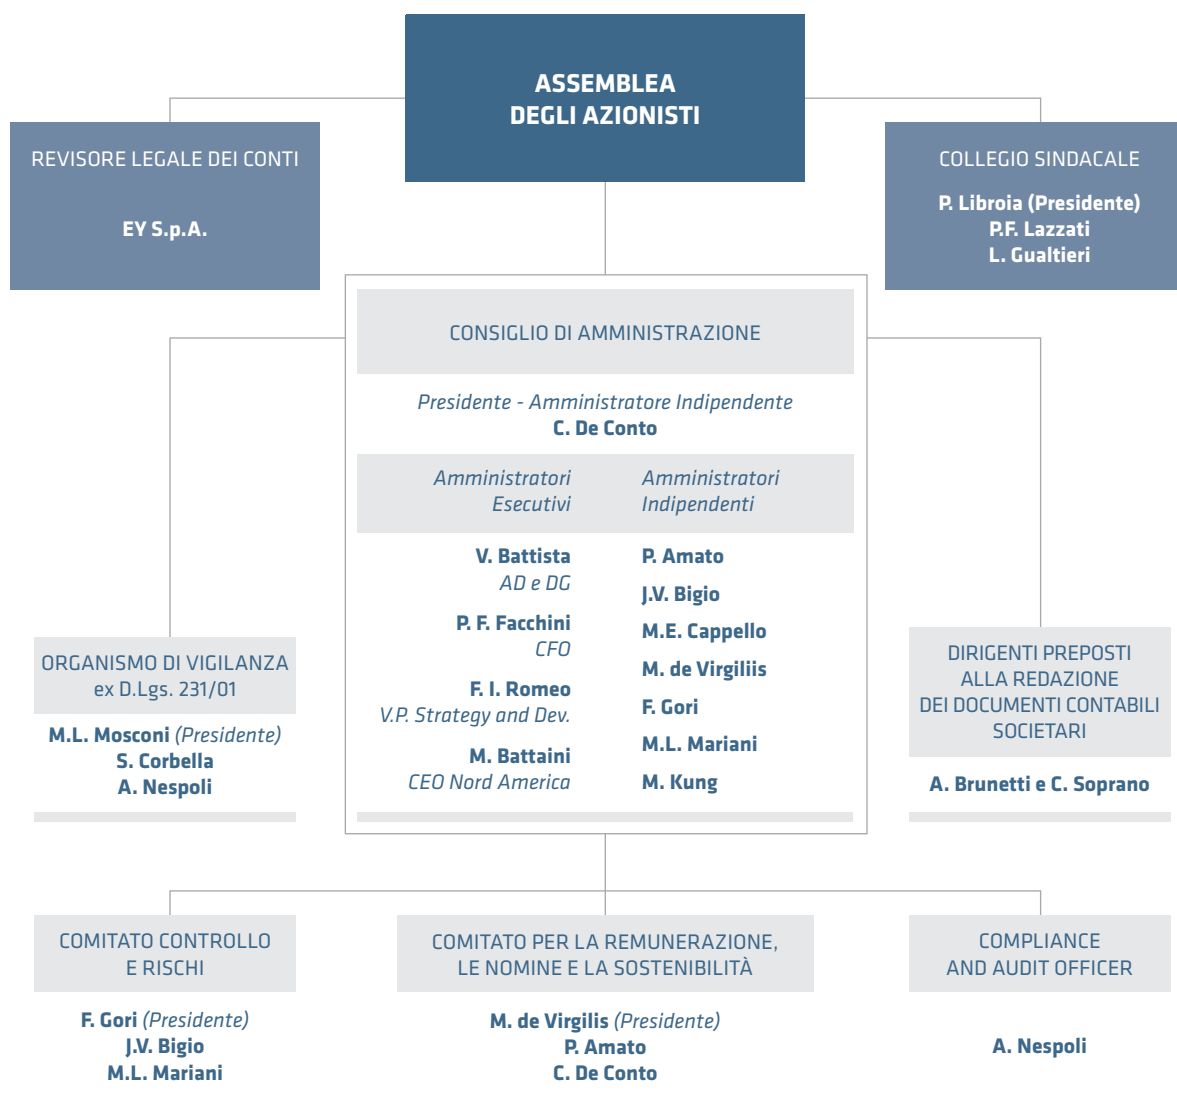 ASSEMBLEA
DEGLI AZIONISTI
REVISORE LEGALE DEI CONTI
EY S.p.A.
COLLEGIO SINDACALE
P. Libroia (Presidente)
P.F. Lazzati
L. Gualtieri
CONSIGLIO DI AMMINISTRAZIONE
Presidente - Amministratore Indipendente
C. De Conto
Amministratori
Esecutivi
V. Battista
AD e DG
P. F. Facchini
CFO
F. I. Romeo
V.P. Strategy and Dev.
M. Battaini
CEO Nord America
Amministratori
Indipendenti
P. Amato
J.V. Bigio
M.E. Cappello
M. de Virgiliis
F. Gori
M.L. Mariani
M. Kung
ORGANISMO DI VIGILANZA
ex D.Lgs. 231/01
M.L. Mosconi (Presidente)
S. Corbella
A. Nespoli
DIRIGENTI PREPOSTI
ALLA REDAZIONE
DEI DOCUMENTI CONTABILI
SOCIETARI
A. Brunetti e C. Soprano
COMITATO CONTROLLO
E RISCHI
F. Gori (Presidente)
J.V. Bigio
M.L. Mariani
COMITATO PER LA REMUNERAZIONE,
LE NOMINE E LA SOSTENIBILITÀ
M. de Virgilis (Presidente)
P. Amato
C. De Conto
COMPLIANCE
AND AUDIT OFFICER
A. Nespoli